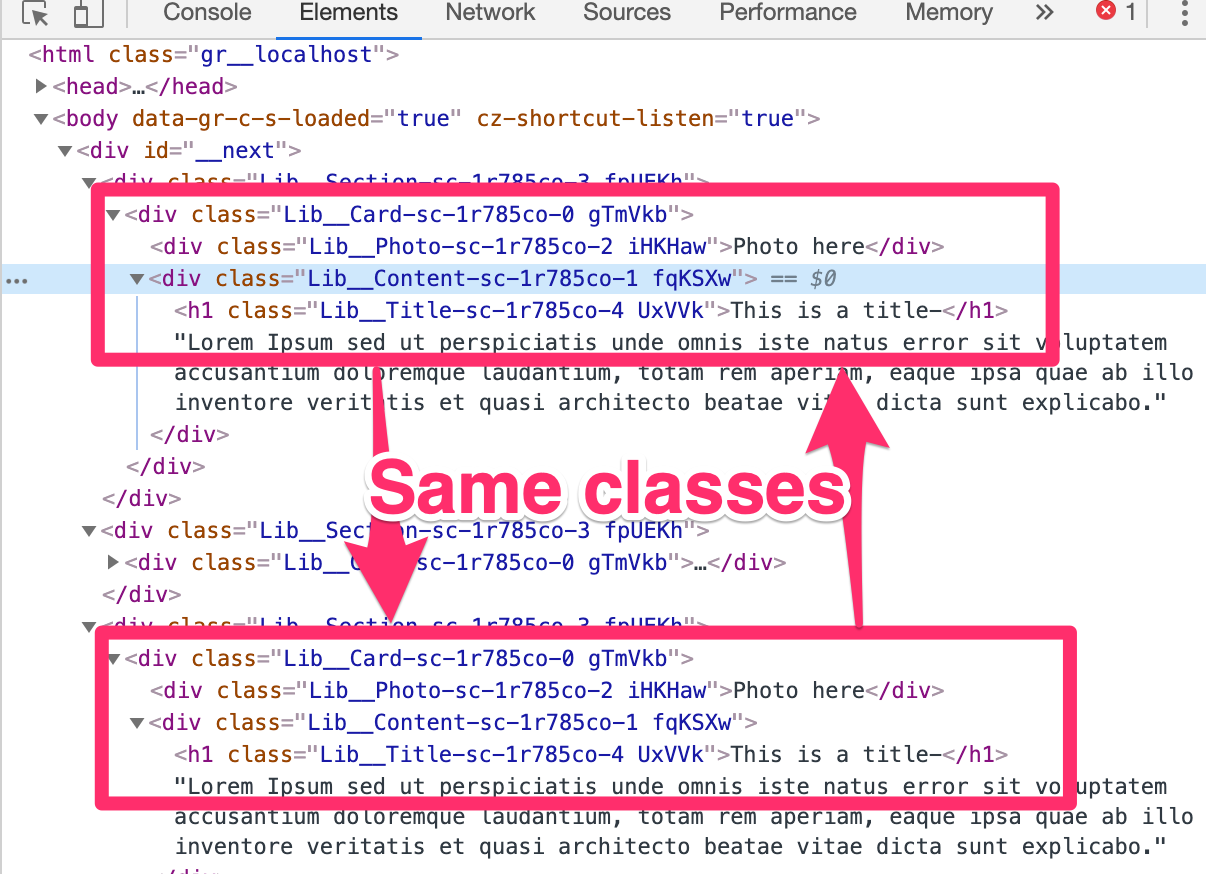 Console Elements Network Sources Performance Memory » 1
<html class="gr__localhost">
<head>…</head>
<body data-gr-c-s-loaded="true" cz-shortcut-listen="true">
<div id="__next">
<div class="Lib__Section-sc-1r785co-3 fpUEKh">
<div class="Lib__Card-sc-1r785co-0 gTmVkb">
<div class="Lib__Photo-sc-1r785co-2 iHKHaw">Photo here</div>
<div class="Lib__Content-sc-1r785co-1 fqKSXw"> == $0
<h1 class="Lib__Title-sc-1r785co-4 UxVVk">This is a title-</h1>
"Lorem Ipsum sed ut perspiciatis unde omnis iste natus error sit voluptatem
accusantium doloremque laudantium, totam rem aperiam, eaque ipsa quae ab illo
inventore veritatis et quasi architecto beatae vitae dicta sunt explicabo."
</div>
</div>
Same classes
</div>
<div class="Lib__Section-sc-1r785co-3 fpUEKh">
<div class="Lib__Card-sc-1r785co-0 gTmVkb">…</div>
</div>
<div class="Lib__Section-sc-1r785co-3 fpUEKh">
<div class="Lib__Card-sc-1r785co-0 gTmVkb">
<div class="Lib__Photo-sc-1r785co-2 iHKHaw">Photo here</div>
<div class="Lib__Content-sc-1r785co-1 fqKSXw">
<h1 class="Lib__Title-sc-1r785co-4 UxVVk">This is a title-</h1>
"Lorem Ipsum sed ut perspiciatis unde omnis iste natus error sit voluptatem
accusantium doloremque laudantium, totam rem aperiam, eaque ipsa quae ab illo
inventore veritatis et quasi architecto beatae vitae dicta sunt explicabo."
</div>